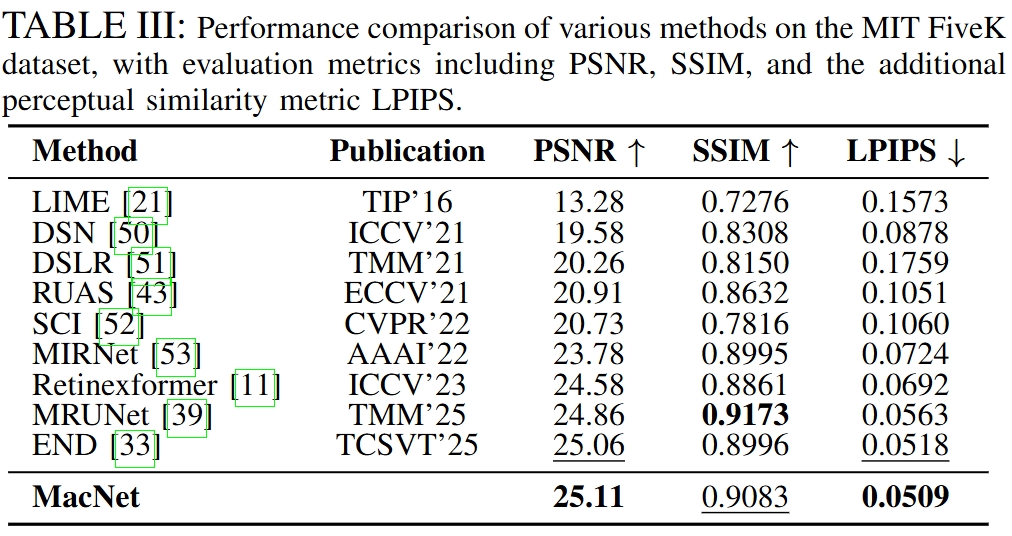 TABLE III: Performance comparison of various methods on the MIT FiveK
dataset, with evaluation metrics including PSNR, SSIM, and the additional
perceptual similarity metric LPIPS.
Method Publication PSNR ↑ SSIM ↑ LPIPS ↓
LIME [21] TIP'16 13.28 0.7276 0.1573
DSN [50] ICCV'21 19.58 0.8308 0.0878
DSLR [51] TMM'21 20.26 0.8150 0.1759
RUAS [43] ECCV'21 20.91 0.8632 0.1051
SCI [52] CVPR'22 20.73 0.7816 0.1060
MIRNet [53] AAAI'22 23.78 0.8995 0.0724
Retinexformer [11] ICCV'23 24.58 0.8861 0.0692
MRUNet [39] TMM'25 24.86 0.9173 0.0563
END [33] TCSVT'25 25.06 0.8996 0.0518
MacNet 25.11 0.9083 0.0509